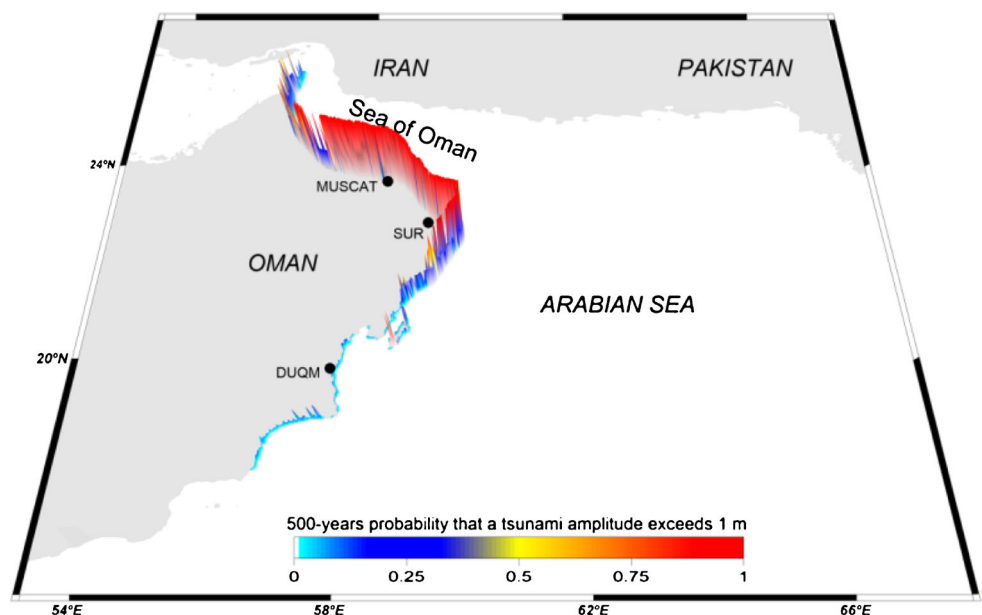 IRAN
PAKISTAN
Sea of Oman
24°N
MUSCAT
SUR
OMAN
ARABIAN SEA
20°N
DUQM
500-years probability that a tsunami amplitude exceeds 1 m
0 0.25 0.5 0.75 1
54°E 58°E 62°E 66°E